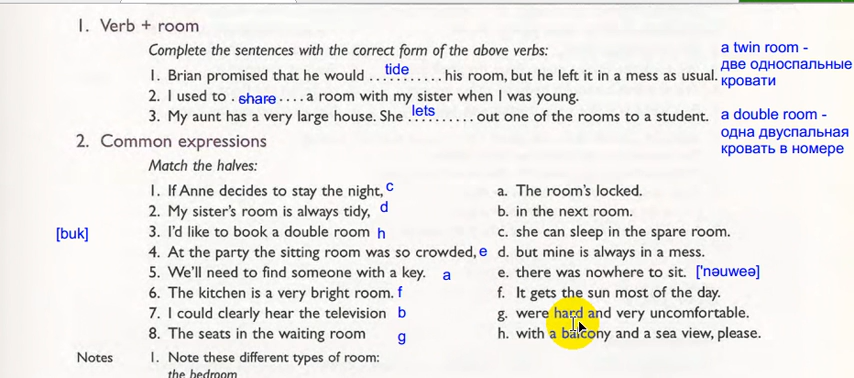 1. Verb + room
Complete the sentences with the correct form of the above verbs:
1. Brian promised that he would ....tide.... his room, but he left it in a mess as usual.
2. I used to . share .... a room with my sister when I was young.
3. My aunt has a very large house. She lets.......... out one of the rooms to a student.
a twin room -
две односпальные
кровати
a double room -
одна двуспальная
кровать в номере
2. Common expressions
Match the halves:
1. If Anne decides to stay the night, c
2. My sister's room is always tidy, d
[buk] 3. I'd like to book a double room h
4. At the party the sitting room was so crowded, e
5. We'll need to find someone with a key. a
6. The kitchen is a very bright room. f
7. I could clearly hear the television b
8. The seats in the waiting room g
a. The room's locked.
b. in the next room.
c. she can sleep in the spare room.
d. but mine is always in a mess.
e. there was nowhere to sit. ['nəuweə]
f. It gets the sun most of the day.
g. were hard and very uncomfortable.
h. with a balcony and a sea view, please.
Notes 1. Note these different types of room:
the bedroom